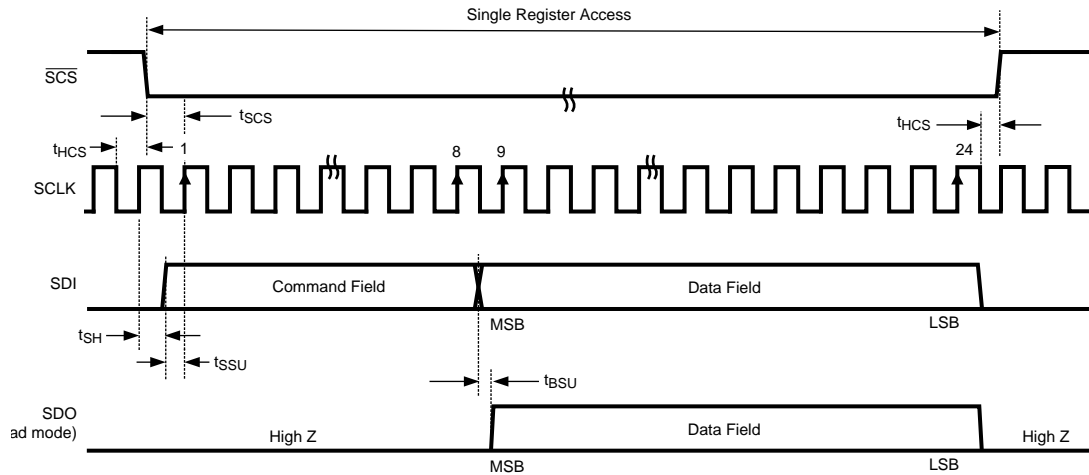 Single Register Access
SCS
tSCS
tHCS
tHCS
1
8
9
24
SCLK
SDI
Command Field
Data Field
MSB
LSB
tSH
tSSU
tBSU
SDO
ad mode)
High Z
Data Field
High Z
MSB
LSB